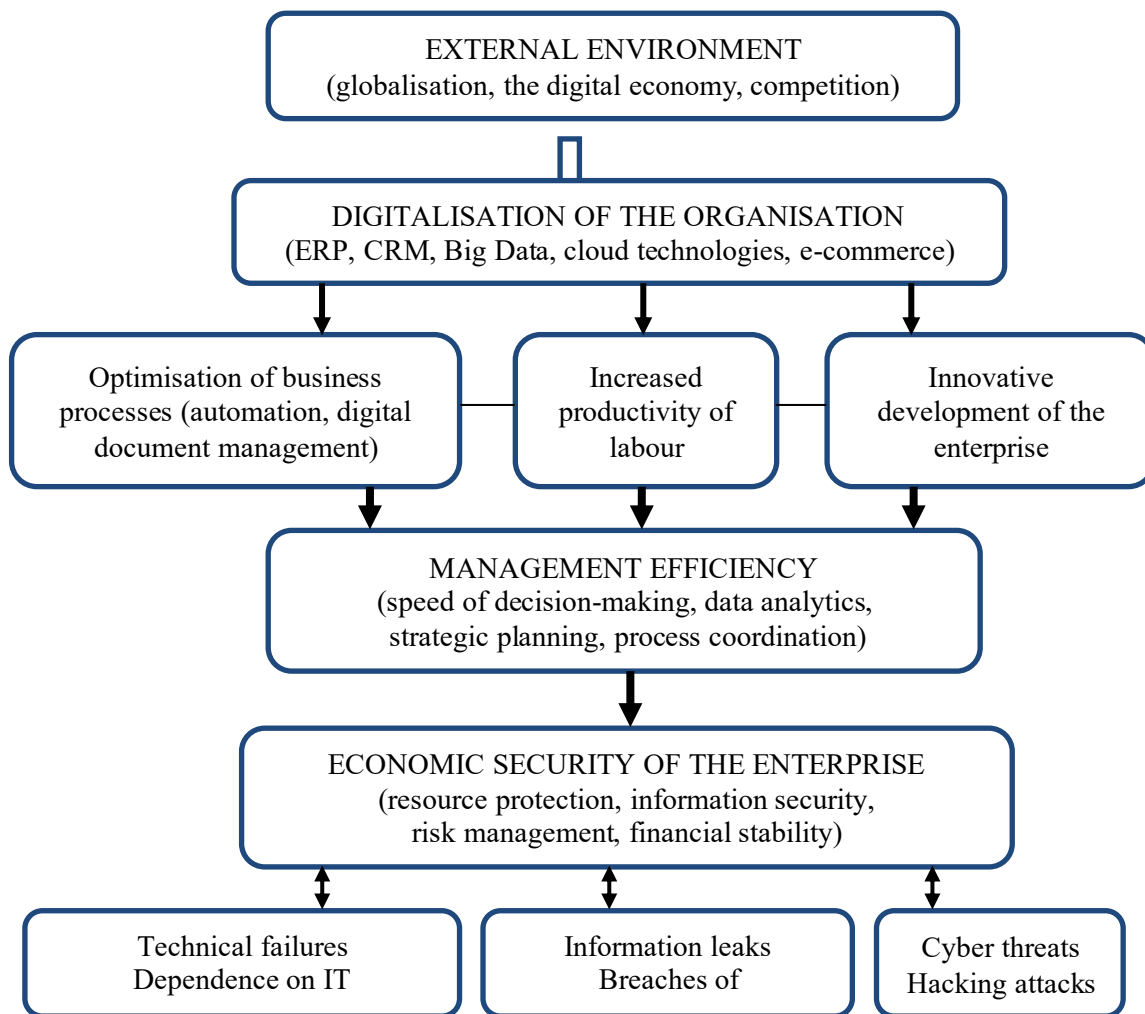 EXTERNAL ENVIRONMENT
(globalisation, the digital economy, competition)
DIGITALISATION OF THE ORGANISATION
(ERP, CRM, Big Data, cloud technologies, e-commerce)
Optimisation of business
processes (automation, digital
document management)
Increased
productivity of
labour
Innovative
development of the
enterprise
MANAGEMENT EFFICIENCY
(speed of decision-making, data analytics,
strategic planning, process coordination)
ECONOMIC SECURITY OF THE ENTERPRISE
(resource protection, information security,
risk management, financial stability)
Technical failures
Dependence on IT
Information leaks
Breaches of
Cyber threats
Hacking attacks